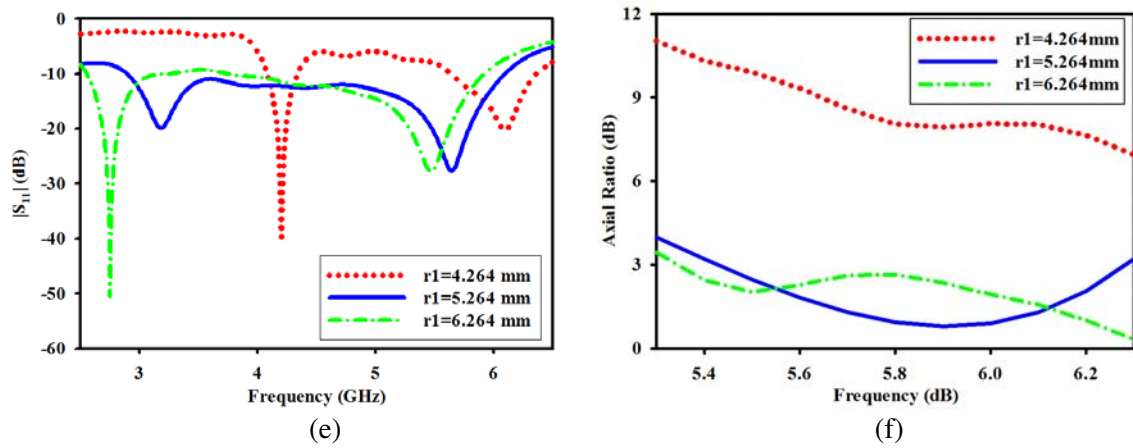 0
-10
-20
-30
-40
-50
-60
|S11| (dB)
r1=4.264 mm
r1=5.264 mm
r1=6.264 mm
3 4 5 6
Frequency (GHz)
(e)
12
9
6
3
0
Axial Ratio (dB)
r1=4.264mm
r1=5.264mm
r1=6.264mm
5.4 5.6 5.8 6.0 6.2
Frequency (dB)
(f)